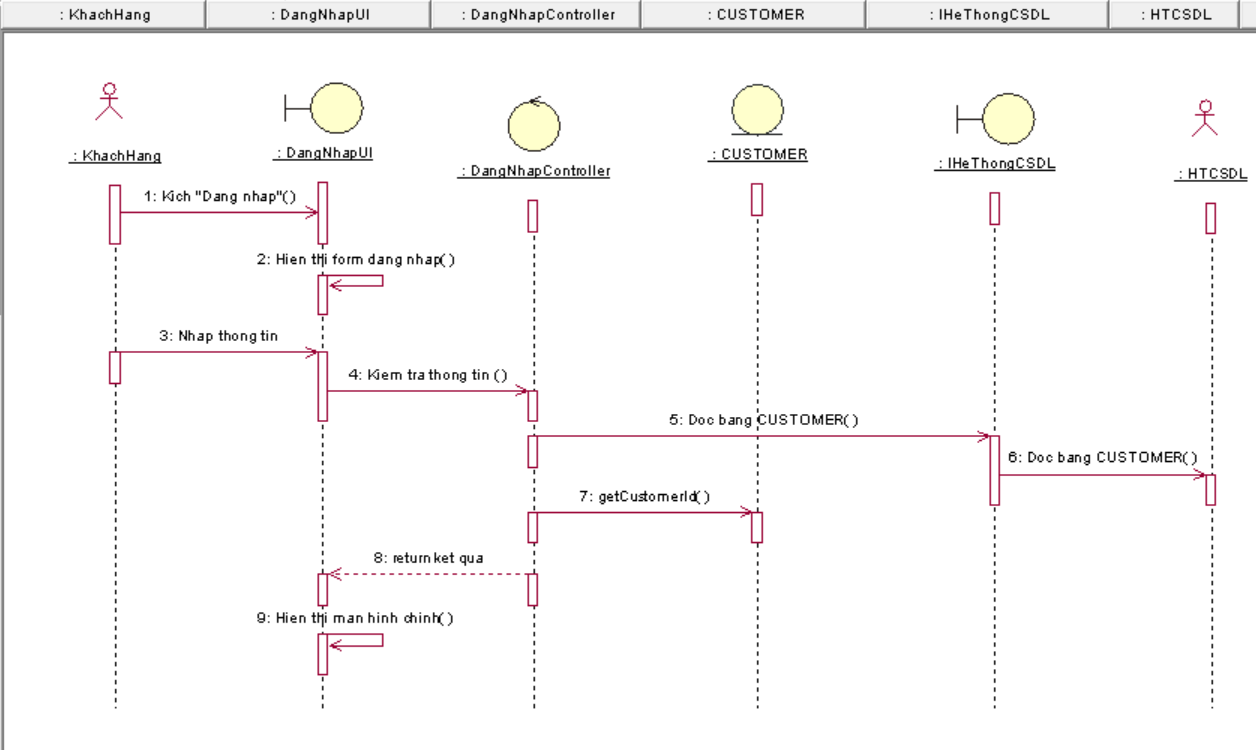 : KhachHang
: DangNhapUI
: DangNhapController
: CUSTOMER
: IHeThongCSDL
: HTCSDL
: KhachHang
: DangNhapUI
: DangNhapController
: CUSTOMER
: IHeThongCSDL
: HTCSDL
1: Kich "Dang nhap"()
2: Hien thi form dang nhap()
3: Nhap thong tin
4: Kiem tra thong tin ()
5: Doc bang CUSTOMER()
6: Doc bang CUSTOMER()
7: getCustomerId()
8: return ket qua
9: Hien thi man hinh chinh()